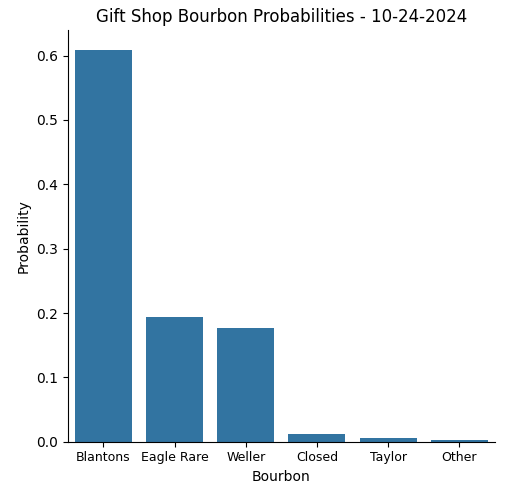 Gift Shop Bourbon Probabilities - 10-24-2024
Probability
0.6
0.5
0.4
0.3
0.2
0.1
0.0
Blantons Eagle Rare Weller Closed Taylor Other
Bourbon